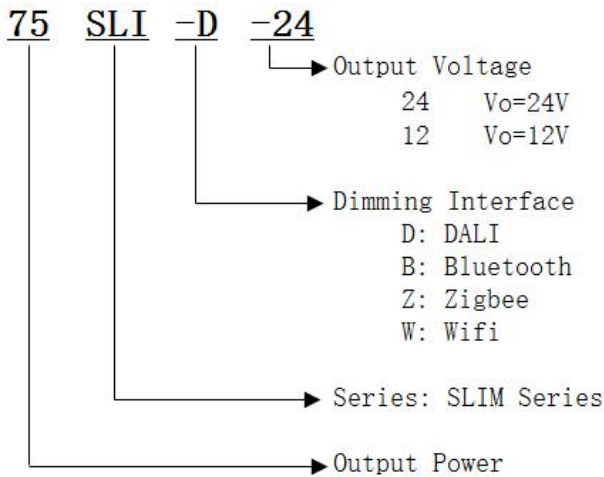 75 SLI -D -24
Output Voltage
24 Vo=24V
12 Vo=12V
Dimming Interface
D: DALI
B: Bluetooth
Z: Zigbee
W: Wifi
Series: SLIM Series
Output Power